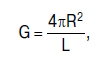 G = 4πR²/L,